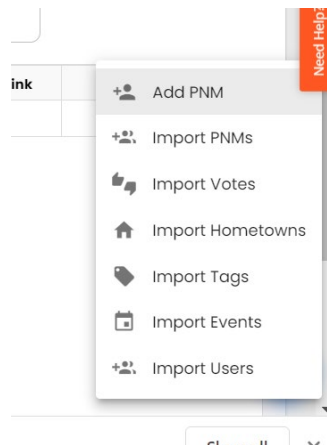 Need Help?
ink
Add PNM
Import PNMs
Import Votes
Import Hometowns
Import Tags
Import Events
Import Users